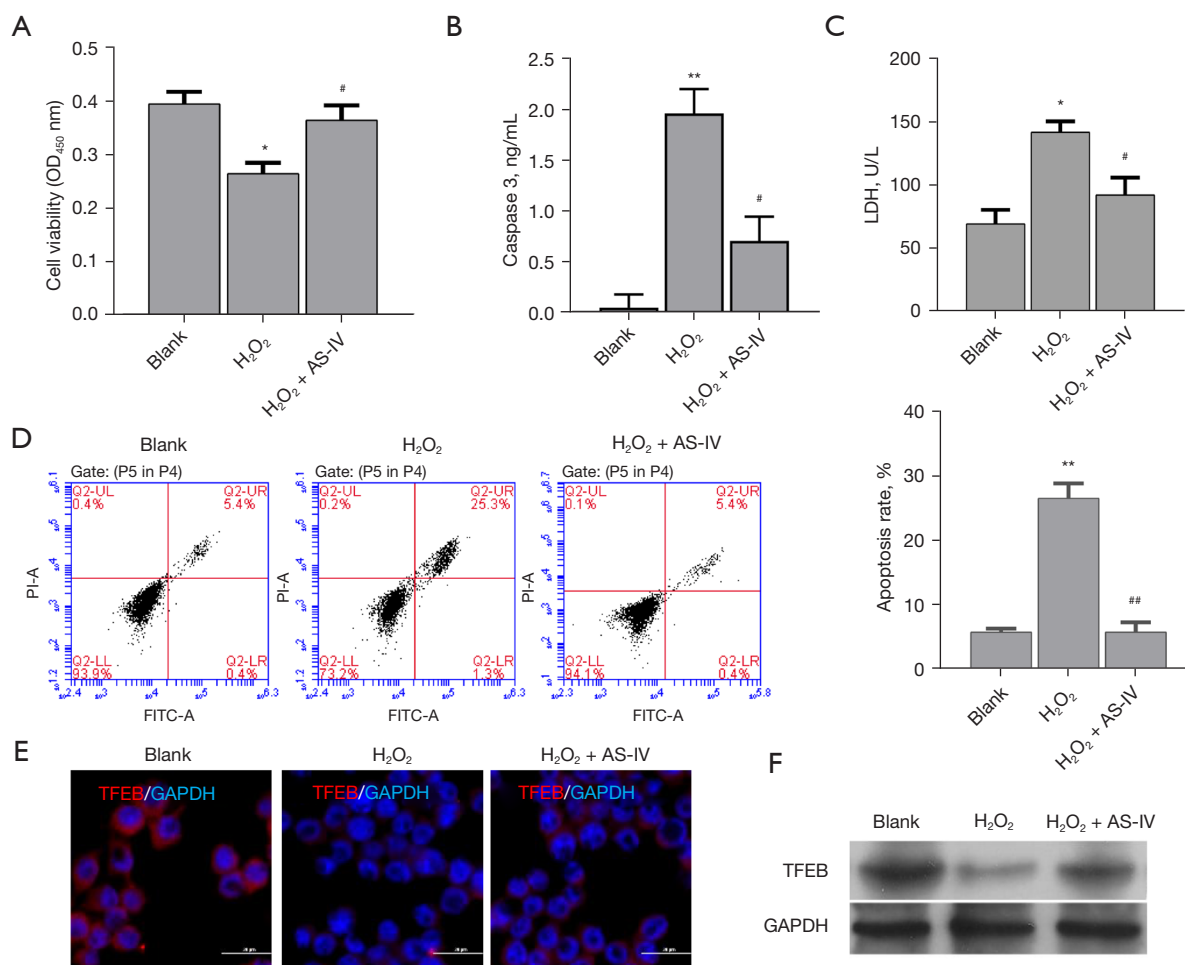 A
Cell viability (OD450 nm)
0.5
0.4
0.3
0.2
0.1
0.0
*
#
Blank
H2O2
H2O2 + AS-IV
B
Caspase 3, ng/mL
2.5
2.0
1.5
1.0
0.5
0.0
**
#
Blank
H2O2
H2O2 + AS-IV
C
LDH, U/L
200
150
100
50
0
*
#
Blank
H2O2
H2O2 + AS-IV
D
Blank
Gate: (P5 in P4)
Q2-UL
0.4%
Q2-UR
5.4%
Q2-LL
93.9%
Q2-LR
0.4%
PI-A
FITC-A
H2O2
Gate: (P5 in P4)
Q2-UL
0.2%
Q2-UR
25.3%
Q2-LL
73.2%
Q2-LR
1.3%
PI-A
FITC-A
H2O2 + AS-IV
Gate: (P5 in P4)
Q2-UL
0.1%
Q2-UR
5.4%
Q2-LL
94.1%
Q2-LR
0.4%
PI-A
FITC-A
Apoptosis rate, %
40
30
20
10
0
**
##
Blank
H2O2
H2O2 + AS-IV
E
Blank
H2O2
H2O2 + AS-IV
TFEB/GAPDH
TFEB/GAPDH
TFEB/GAPDH
F
Blank
H2O2
H2O2 + AS-IV
TFEB
GAPDH